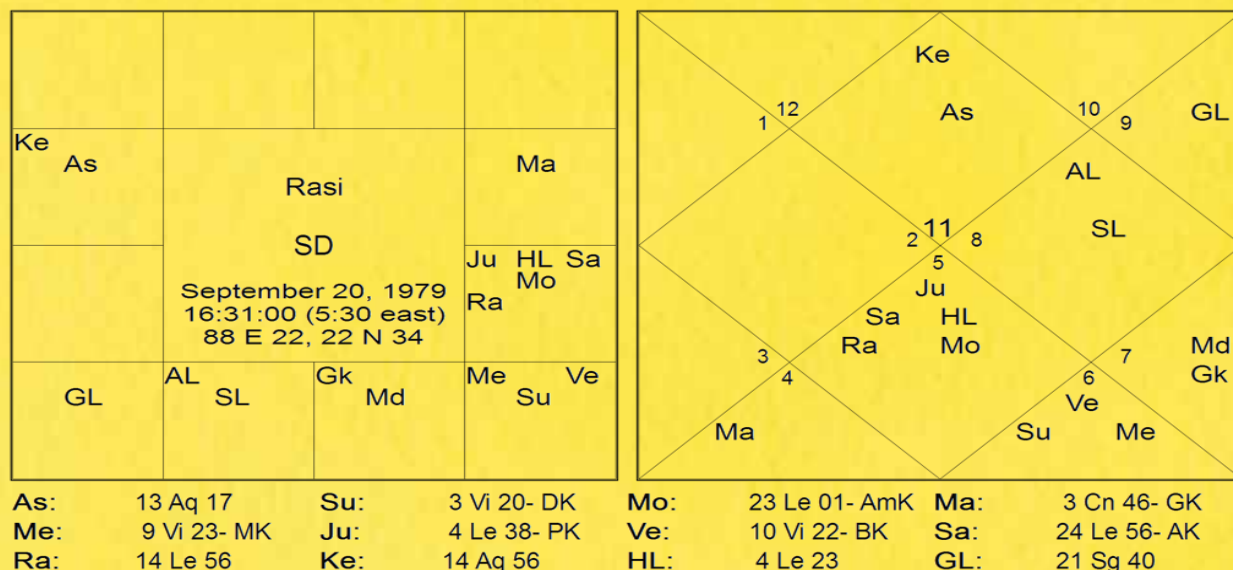 Ke
As
Ma
Rasi
SD
September 20, 1979
16:31:00 (5:30 east)
88 E 22, 22 N 34
Ju HL Sa
Mo
Ra
GL
AL
SL
Gk
Md
Me Ve
Su
Ke
As
12
1
10
9
GL
AL
SL
11
2
8
5
Ju
Sa HL
Ra Mo
3
4
7
6
Md
Gk
Ve
Ma
Su Me
As: 13 Aq 17 Su: 3 Vi 20- DK Mo: 23 Le 01- AmK Ma: 3 Cn 46- GK
Me: 9 Vi 23- MK Ju: 4 Le 38- PK Ve: 10 Vi 22- BK Sa: 24 Le 56- AK
Ra: 14 Le 56 Ke: 14 Aq 56 HL: 4 Le 23 GL: 21 Sg 40